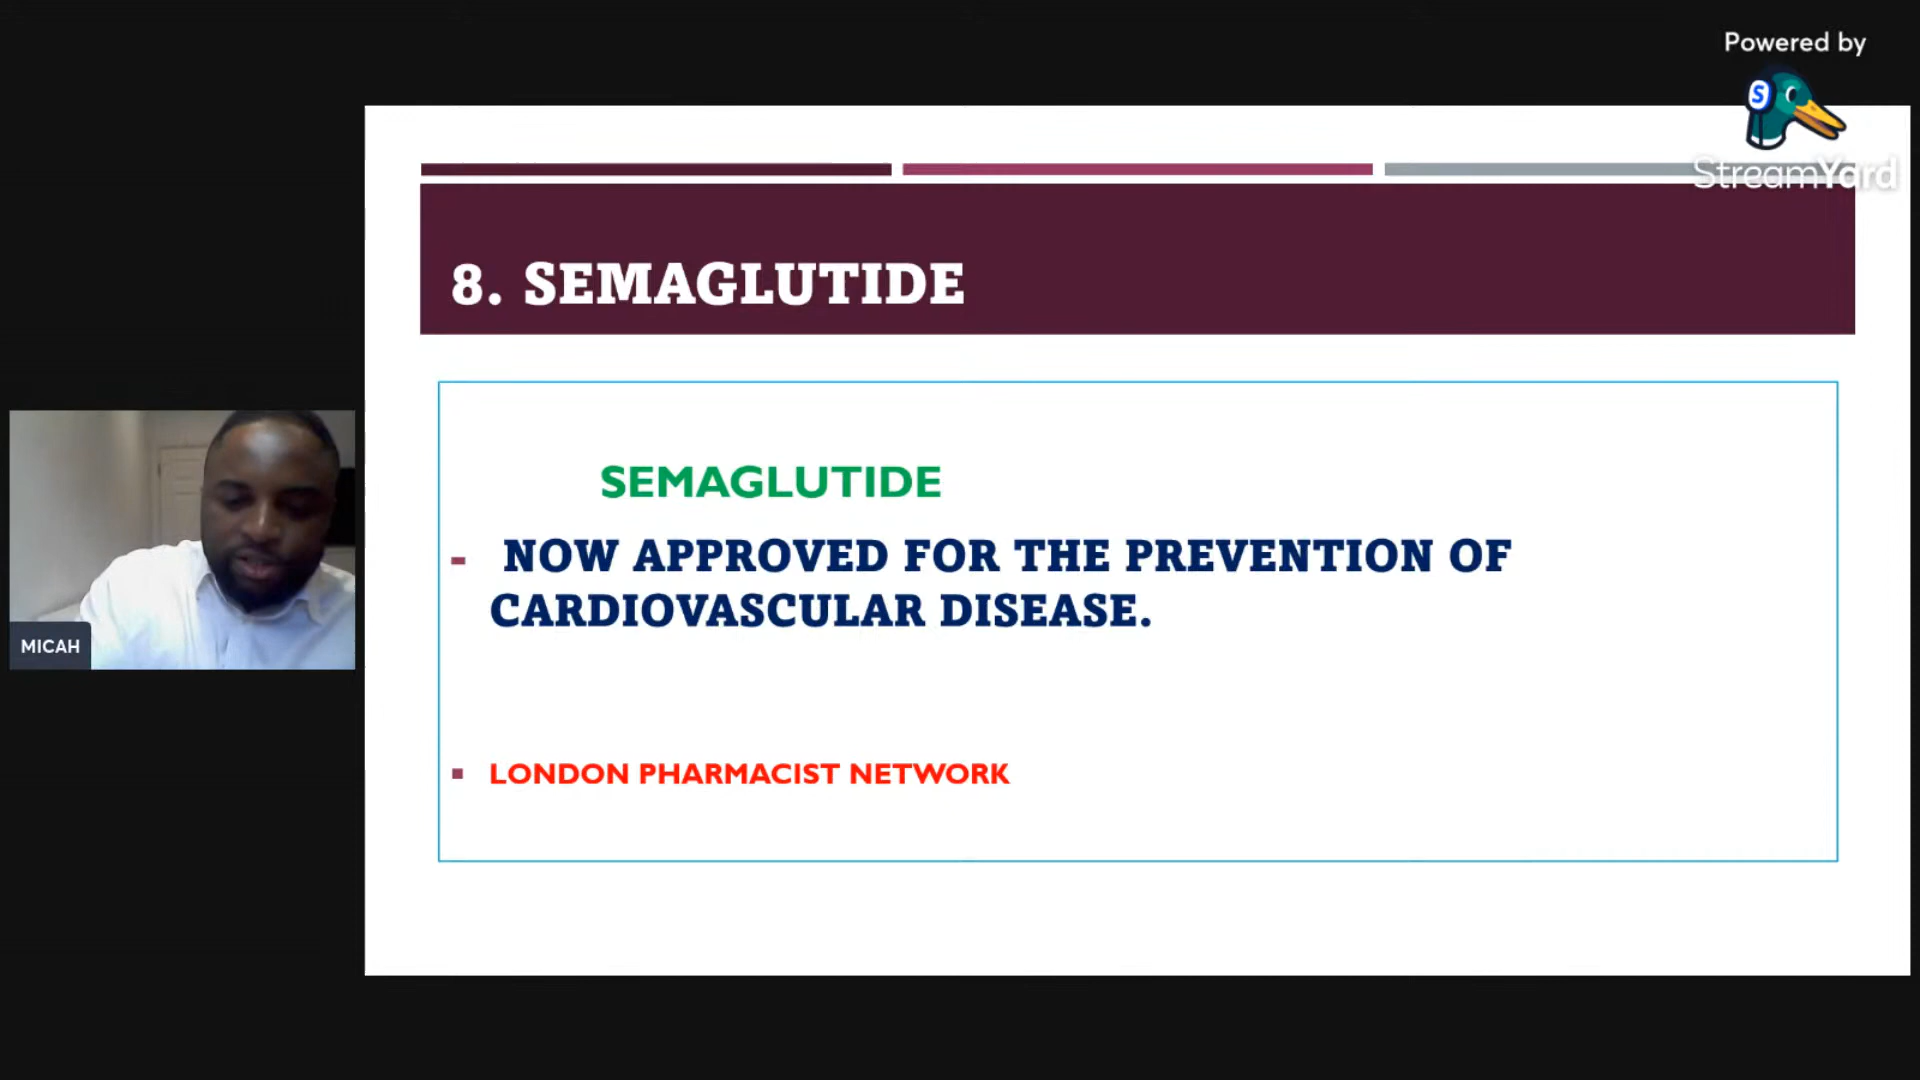 Powered by
StreamYard
8. SEMAGLUTIDE
SEMAGLUTIDE
- NOW APPROVED FOR THE PREVENTION OF
CARDIOVASCULAR DISEASE.
MICAH
▪ LONDON PHARMACIST NETWORK